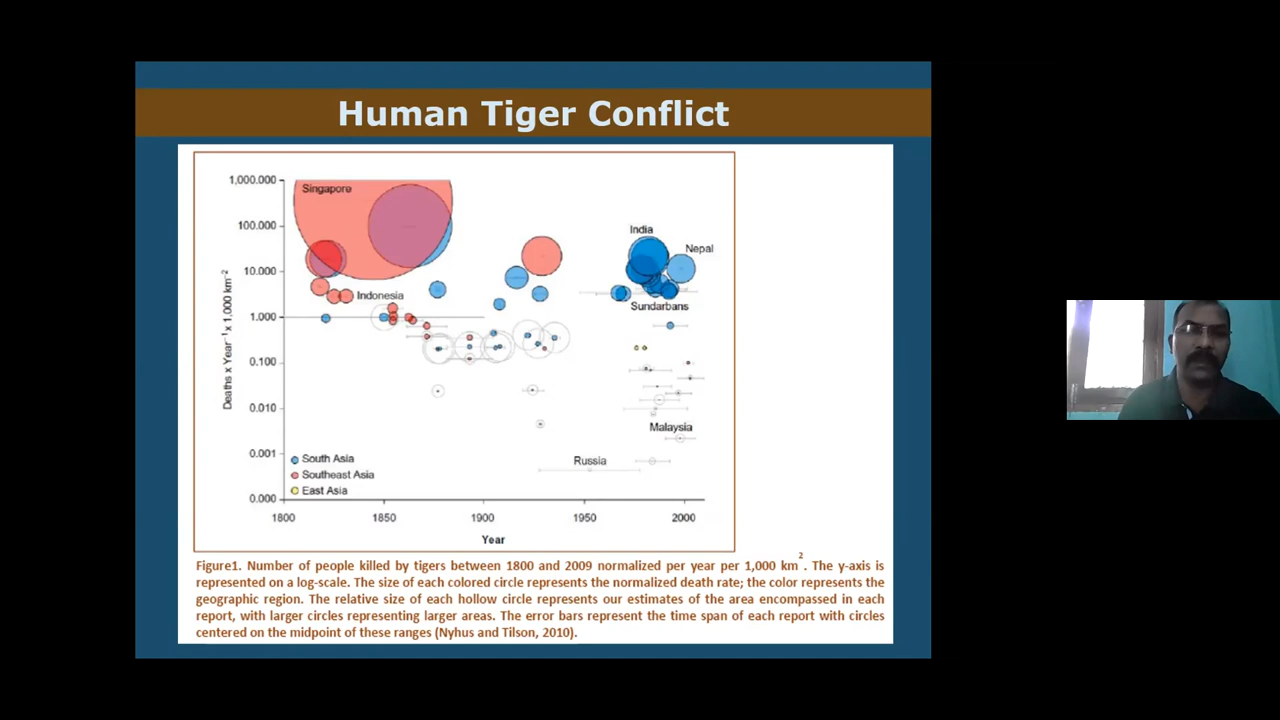 Human Tiger Conflict
1,000.000
Singapore
100.000
India
Nepal
10.000
Indonesia
Sundarbans
1.000
Deaths x Year⁻¹ x 1,000 km⁻²
0.100
0.010
Malaysia
0.001
South Asia
Russia
Southeast Asia
East Asia
0.000
1800 1850 1900 1950 2000
Year
Figure1. Number of people killed by tigers between 1800 and 2009 normalized per year per 1,000 km². The y-axis is
represented on a log-scale. The size of each colored circle represents the normalized death rate; the color represents the
geographic region. The relative size of each hollow circle represents our estimates of the area encompassed in each
report, with larger circles representing larger areas. The error bars represent the time span of each report with circles
centered on the midpoint of these ranges (Nyhus and Tilson, 2010).